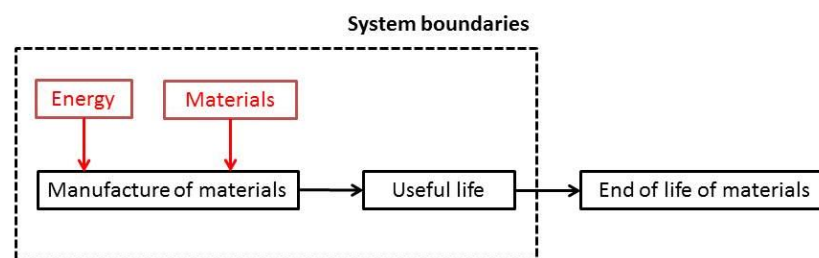 System boundaries
Energy
Materials
Manufacture of materials
Useful life
End of life of materials